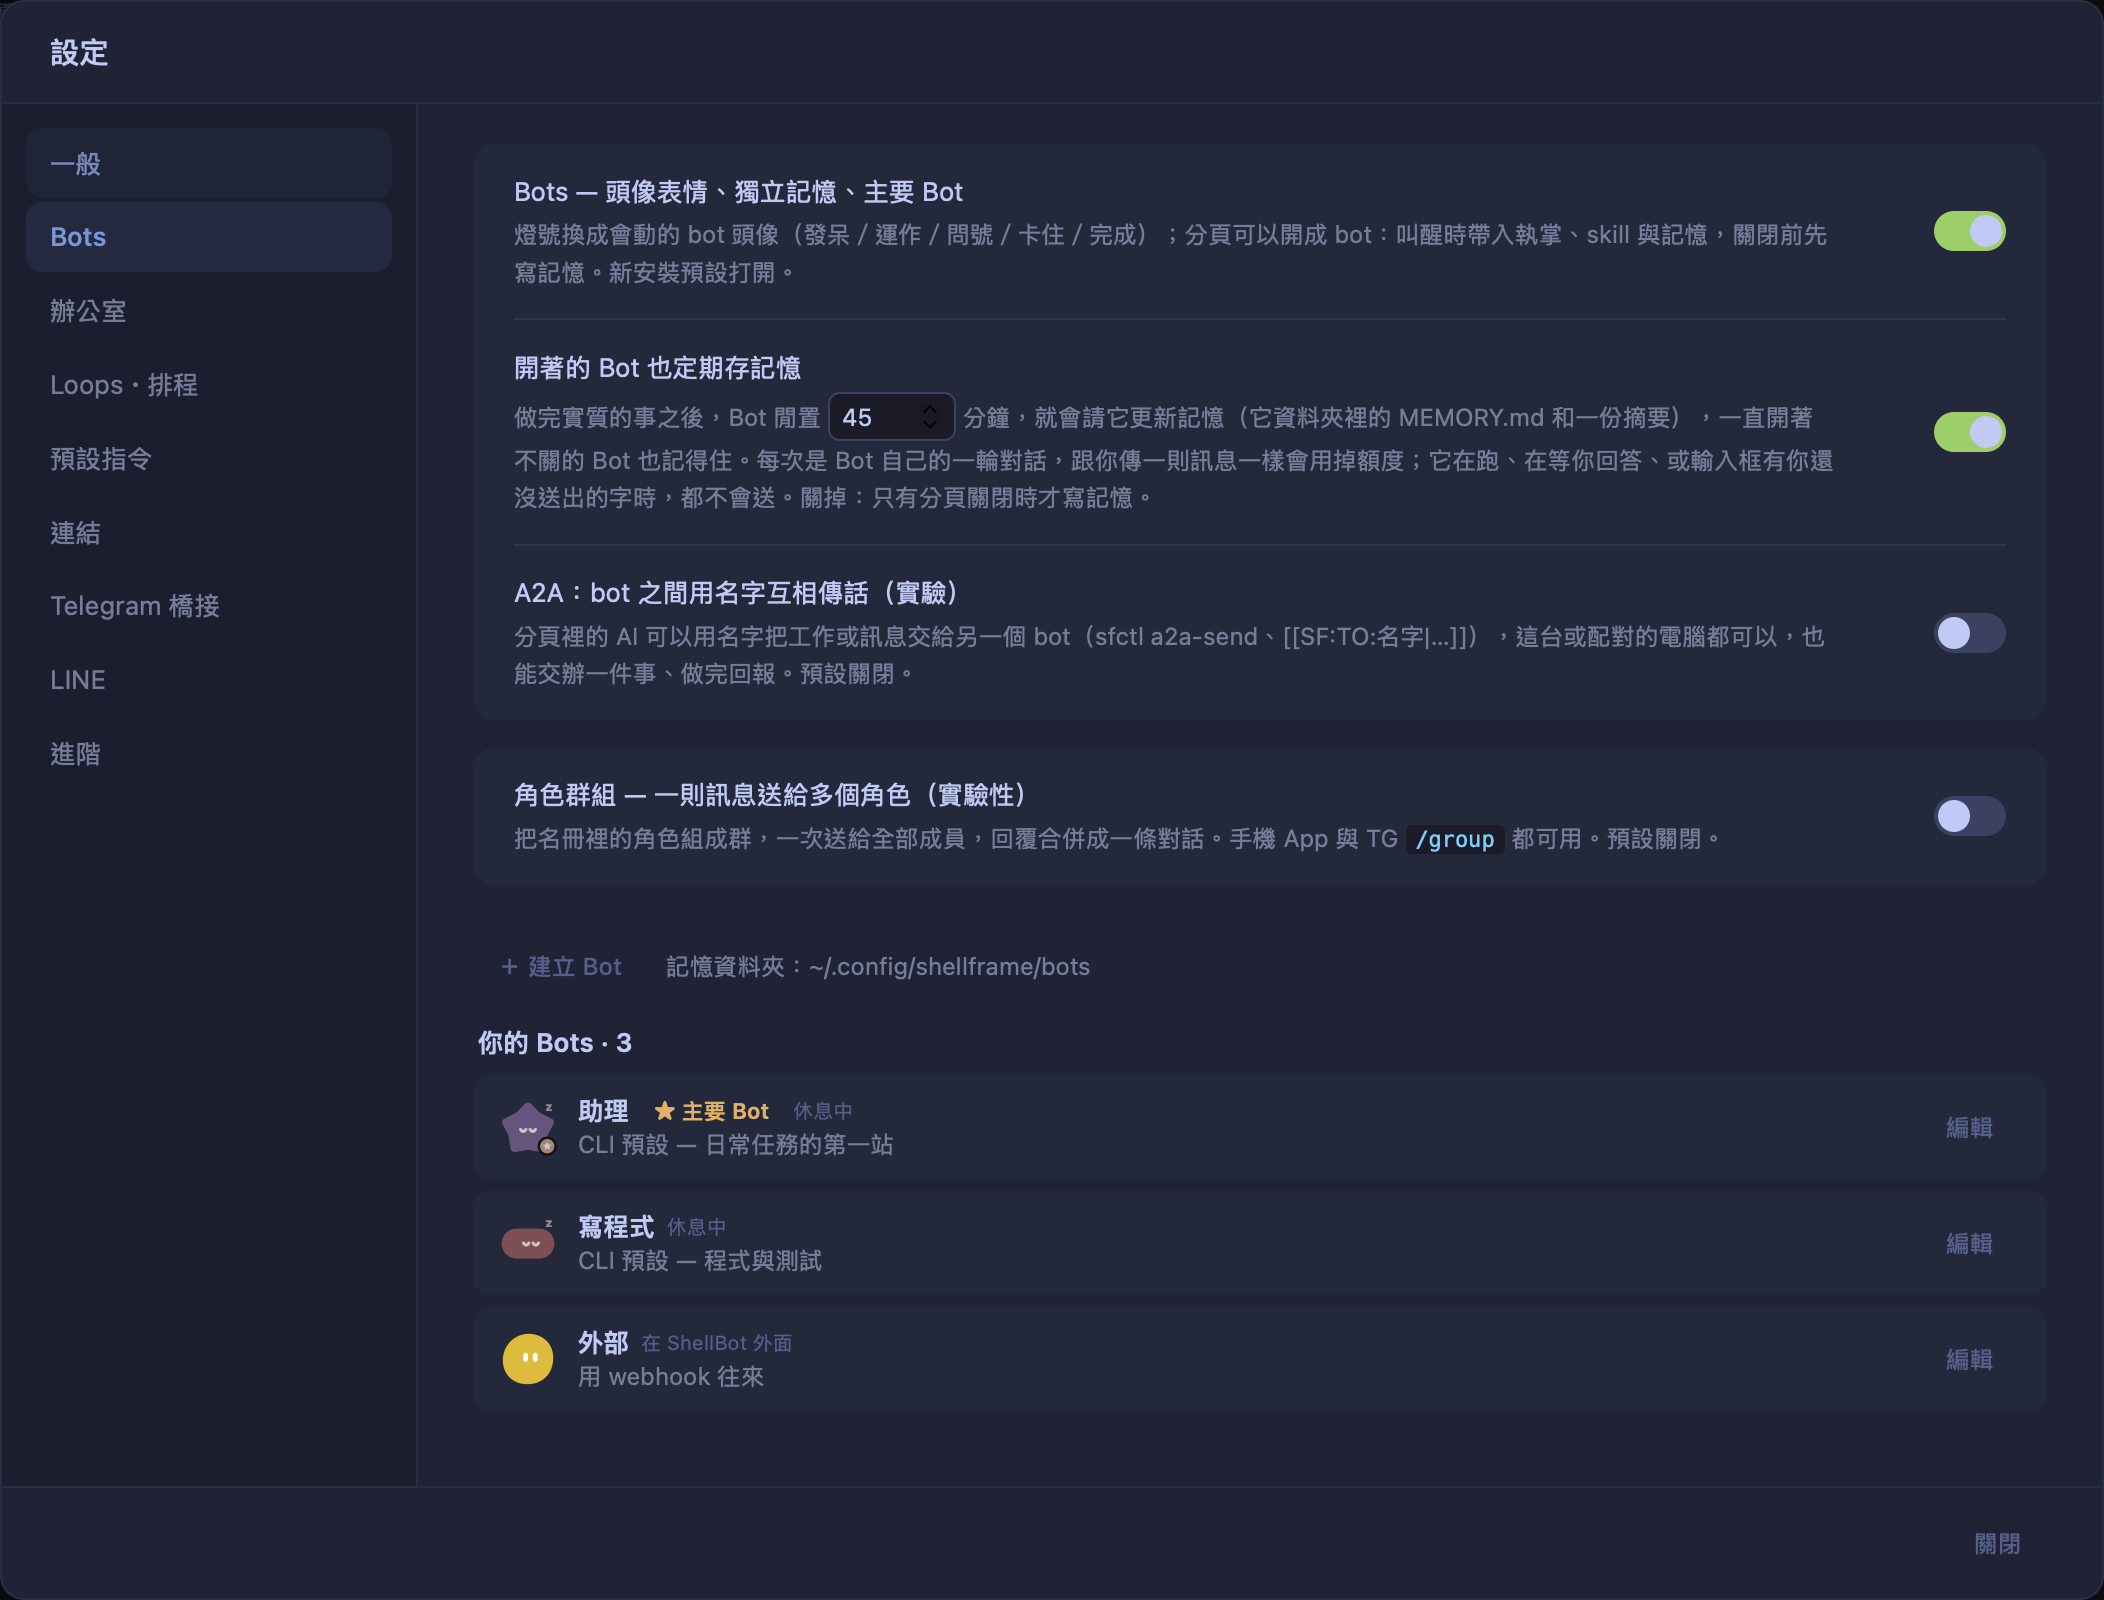 設定
一般
Bots
辦公室
Loops・排程
預設指令
連結
Telegram 橋接
LINE
進階
Bots — 頭像表情、獨立記憶、主要 Bot
燈號換成會動的 bot 頭像（發呆 / 運作 / 問號 / 卡住 / 完成）；分頁可以開成 bot：叫醒時帶入執掌、skill 與記憶，關閉前先
寫記憶。新安裝預設打開。
開著的 Bot 也定期存記憶
做完實質的事之後，Bot 閒置 45 分鐘，就會請它更新記憶（它資料夾裡的 MEMORY.md 和一份摘要），一直開著
不關的 Bot 也記得住。每次是 Bot 自己的一輪對話，跟你傳一則訊息一樣會用掉額度；它在跑、在等你回答、或輸入框有你還
沒送出的字時，都不會送。關掉：只有分頁關閉時才寫記憶。
A2A：bot 之間用名字互相傳話（實驗）
分頁裡的 AI 可以用名字把工作或訊息交給另一個 bot（sfctl a2a-send、[[SF:TO:名字|...]]），這台或配對的電腦都可以，也
能交辦一件事、做完回報。預設關閉。
角色群組 — 一則訊息送給多個角色（實驗性）
把名冊裡的角色組成群，一次送給全部成員，回覆合併成一條對話。手機 App 與 TG /group 都可用。預設關閉。
+ 建立 Bot 記憶資料夾：~/.config/shellframe/bots
你的 Bots · 3
助理 ★ 主要 Bot 休息中
CLI 預設 — 日常任務的第一站
編輯
寫程式 休息中
CLI 預設 — 程式與測試
編輯
外部 在 ShellBot 外面
用 webhook 往來
編輯
關閉